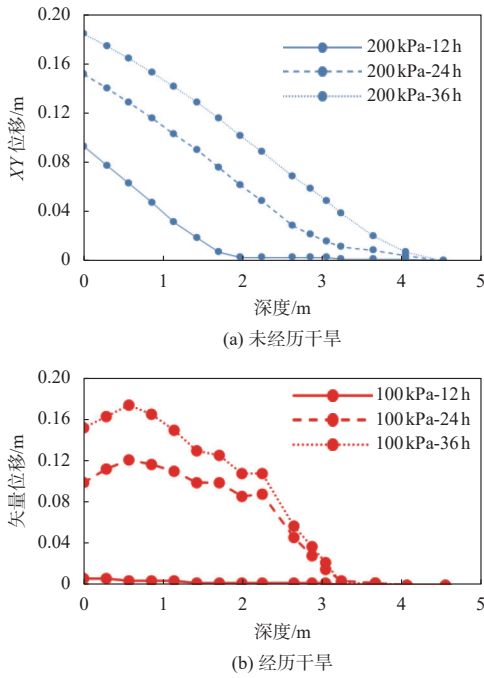 0.20
0.16
0.12
0.08
0.04
0
XY 位移/m
200 kPa-12 h
200 kPa-24 h
200 kPa-36 h
0 1 2 3 4 5
深度/m
(a) 未经历干旱
0.20
0.16
0.12
0.08
0.04
0
矢量位移/m
100 kPa-12 h
100 kPa-24 h
100 kPa-36 h
0 1 2 3 4 5
深度/m
(b) 经历干旱